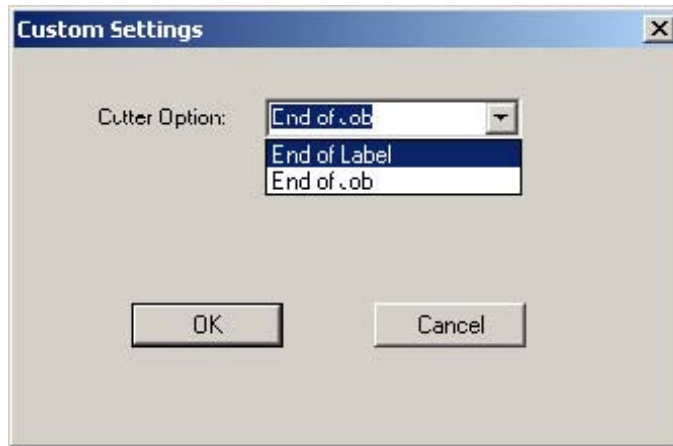 Custom Settings
Cutter Option:
End of Job
End of Label
End of Job
OK
Cancel